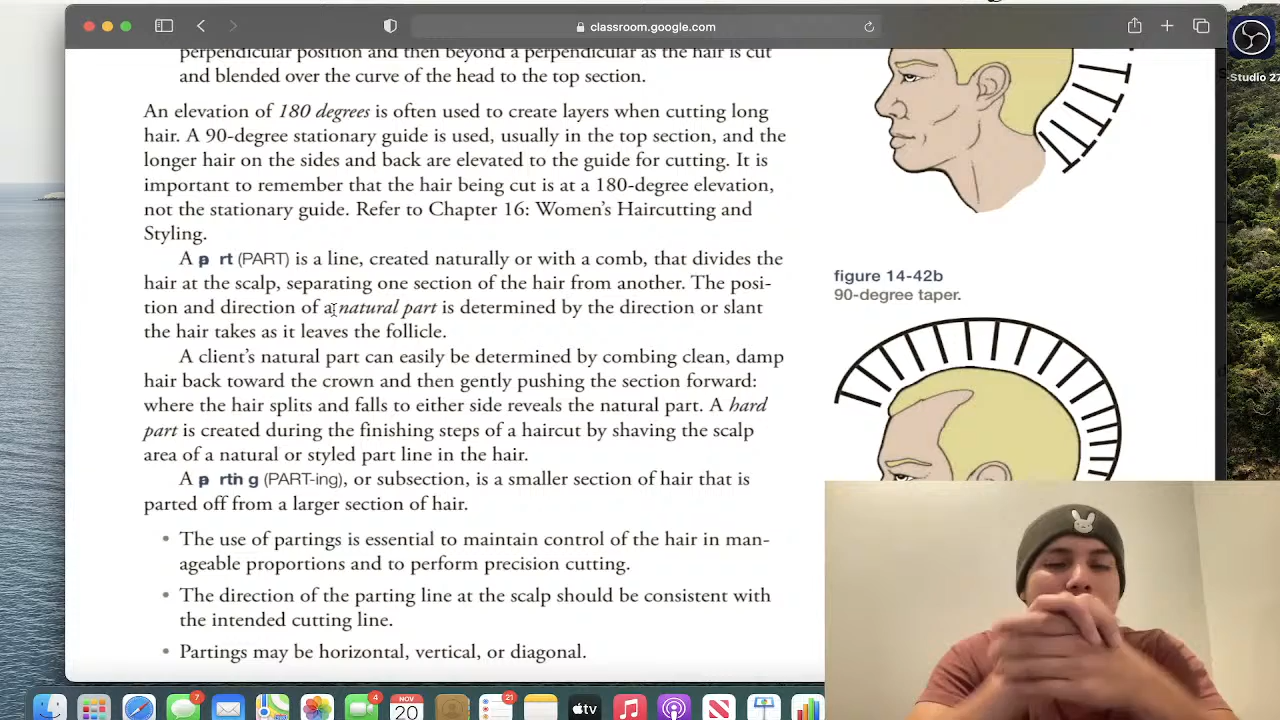 classroom.google.com
-Studio 27
perpendicular position and then beyond a perpendicular as the hair is cut
and blended over the curve of the head to the top section.
An elevation of 180 degrees is often used to create layers when cutting long
hair. A 90-degree stationary guide is used, usually in the top section, and the
longer hair on the sides and back are elevated to the guide for cutting. It is
important to remember that the hair being cut is at a 180-degree elevation,
not the stationary guide. Refer to Chapter 16: Women's Haircutting and
Styling.
A part (PART) is a line, created naturally or with a comb, that divides the
hair at the scalp, separating one section of the hair from another. The posi-
tion and direction of a natural part is determined by the direction or slant
the hair takes as it leaves the follicle.
A client's natural part can easily be determined by combing clean, damp
hair back toward the crown and then gently pushing the section forward:
where the hair splits and falls to either side reveals the natural part. A hard
part is created during the finishing steps of a haircut by shaving the scalp
area of a natural or styled part line in the hair.
A parting (PART-ing), or subsection, is a smaller section of hair that is
parted off from a larger section of hair.
• The use of partings is essential to maintain control of the hair in man-
ageable proportions and to perform precision cutting.
• The direction of the parting line at the scalp should be consistent with
the intended cutting line.
• Partings may be horizontal, vertical, or diagonal.
figure 14-42b
90-degree taper.
7
NOV
20
4
21
tv